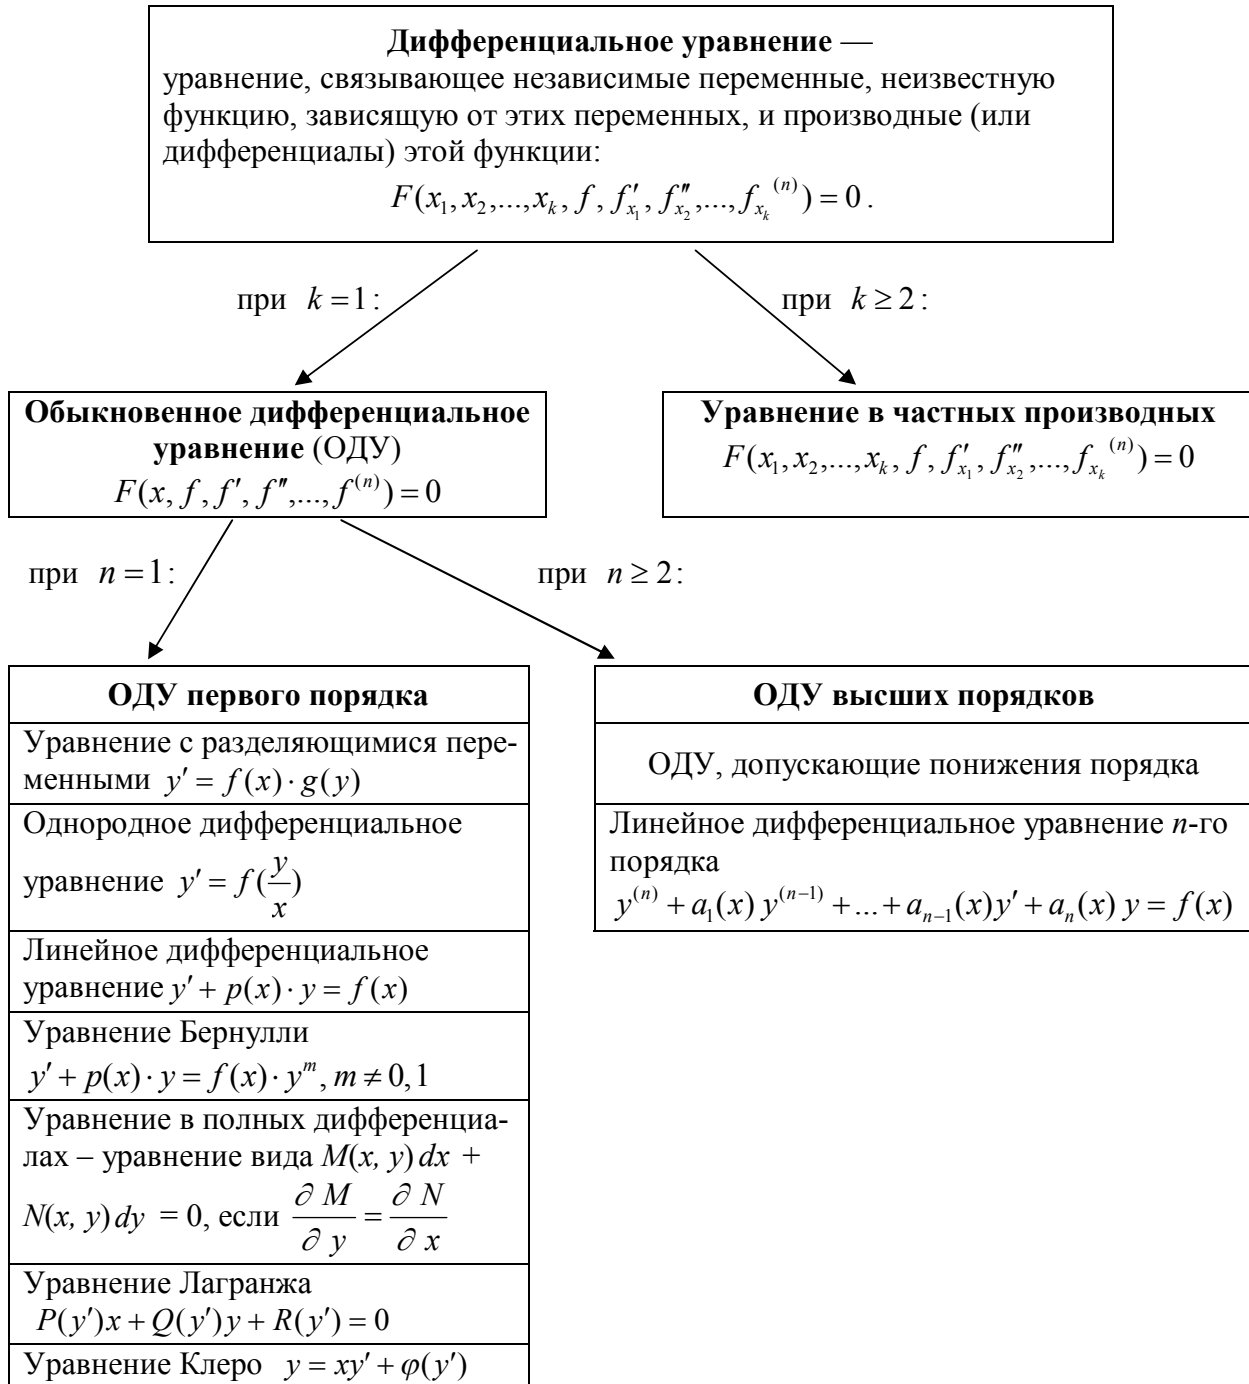 Дифференциальное уравнение —
уравнение, связывающее независимые переменные, неизвестную
функцию, зависящую от этих переменных, и производные (или
дифференциалы) этой функции:
F(x₁, x₂,..., xₖ, f, f′ₓ₁, f″ₓ₂,..., fₓₖ⁽ⁿ⁾) = 0.
при k = 1:
при k ≥ 2:
Обыкновенное дифференциальное
уравнение (ОДУ)
F(x, f, f′, f″,..., f⁽ⁿ⁾) = 0
Уравнение в частных производных
F(x₁, x₂,..., xₖ, f, f′ₓ₁, f″ₓ₂,..., fₓₖ⁽ⁿ⁾) = 0
при n = 1:
при n ≥ 2:
ОДУ первого порядка
Уравнение с разделяющимися пере-
менными y′ = f(x) · g(y)
Однородное дифференциальное
уравнение y′ = f(y/x)
Линейное дифференциальное
уравнение y′ + p(x) · y = f(x)
Уравнение Бернулли
y′ + p(x) · y = f(x) · yᵐ, m ≠ 0, 1
Уравнение в полных дифференциа-
лах – уравнение вида M(x, y) dx +
N(x, y) dy = 0, если ∂M/∂y = ∂N/∂x
Уравнение Лагранжа
P(y′)x + Q(y′)y + R(y′) = 0
Уравнение Клеро y = xy′ + φ(y′)
ОДУ высших порядков
ОДУ, допускающие понижения порядка
Линейное дифференциальное уравнение n-го
порядка
y⁽ⁿ⁾ + a₁(x) y⁽ⁿ⁻¹⁾ + ... + aₙ₋₁(x)y′ + aₙ(x) y = f(x)